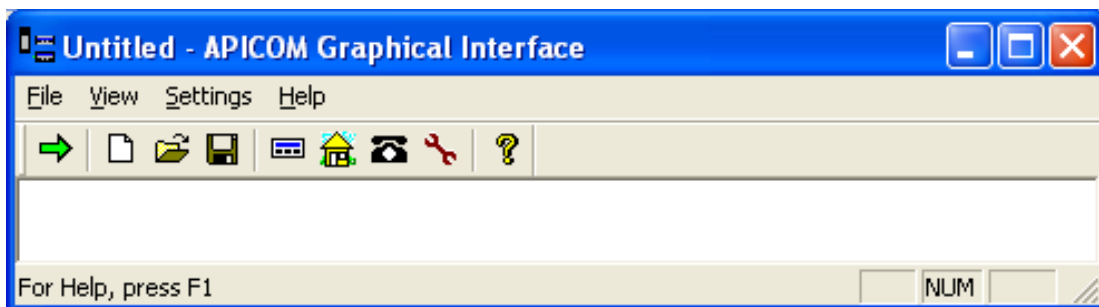 Untitled - APICOM Graphical Interface
File View Settings Help
For Help, press F1
NUM